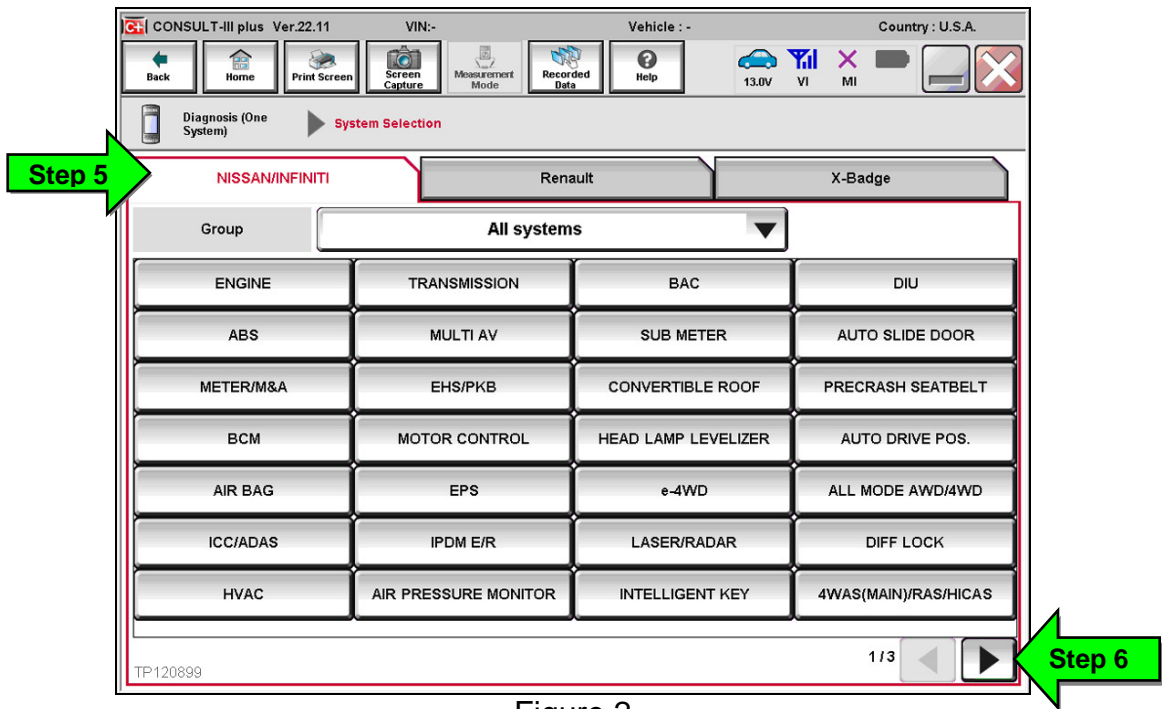 C+ CONSULT-III plus Ver.22.11 VIN:- Vehicle : - Country : U.S.A.
Back
Home
Print Screen
Screen
Capture
Measurement
Mode
Recorded
Data
Help
13.0V
VI
MI
Diagnosis (One
System)
System Selection
Step 5
NISSAN/INFINITI Renault X-Badge
Group All systems
ENGINE TRANSMISSION BAC DIU
ABS MULTI AV SUB METER AUTO SLIDE DOOR
METER/M&A EHS/PKB CONVERTIBLE ROOF PRECRASH SEATBELT
BCM MOTOR CONTROL HEAD LAMP LEVELIZER AUTO DRIVE POS.
AIR BAG EPS e-4WD ALL MODE AWD/4WD
ICC/ADAS IPDM E/R LASER/RADAR DIFF LOCK
HVAC AIR PRESSURE MONITOR INTELLIGENT KEY 4WAS(MAIN)/RAS/HICAS
1/3
Step 6
TP120899